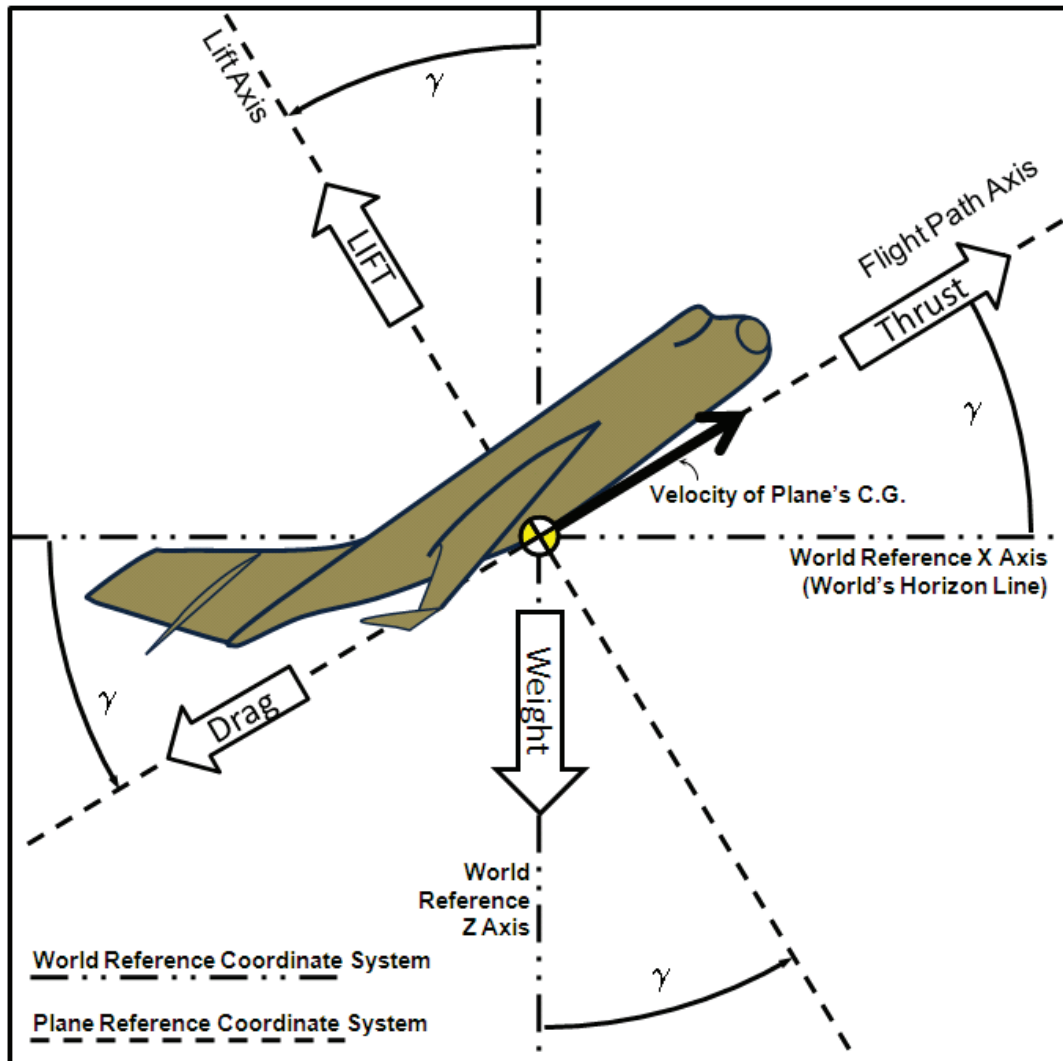 Lift Axis
γ
LIFT
Flight Path Axis
Thrust
γ
Velocity of Plane's C.G.
World Reference X Axis
(World's Horizon Line)
γ
Drag
Weight
World
Reference
Z Axis
γ
World Reference Coordinate System
Plane Reference Coordinate System